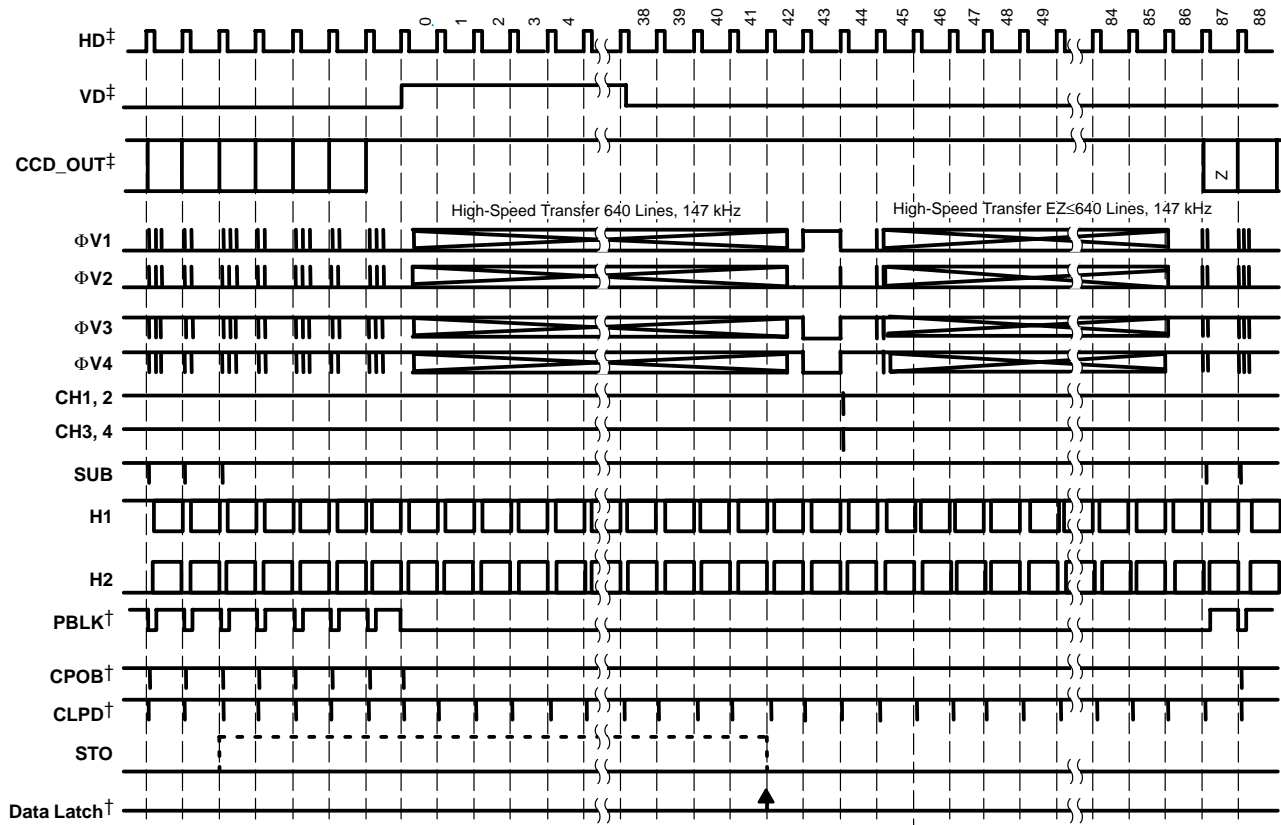 0 1 2 3 4 38 39 40 41 42 43 44 45 46 47 48 49 84 85 86 87 88
HD‡
VD‡
CCD_OUT‡
Z
High-Speed Transfer 640 Lines, 147 kHz
High-Speed Transfer EZ≤640 Lines, 147 kHz
ΦV1
ΦV2
ΦV3
ΦV4
CH1, 2
CH3, 4
SUB
H1
H2
PBLK†
CPOB†
CLPD†
STO
Data Latch†